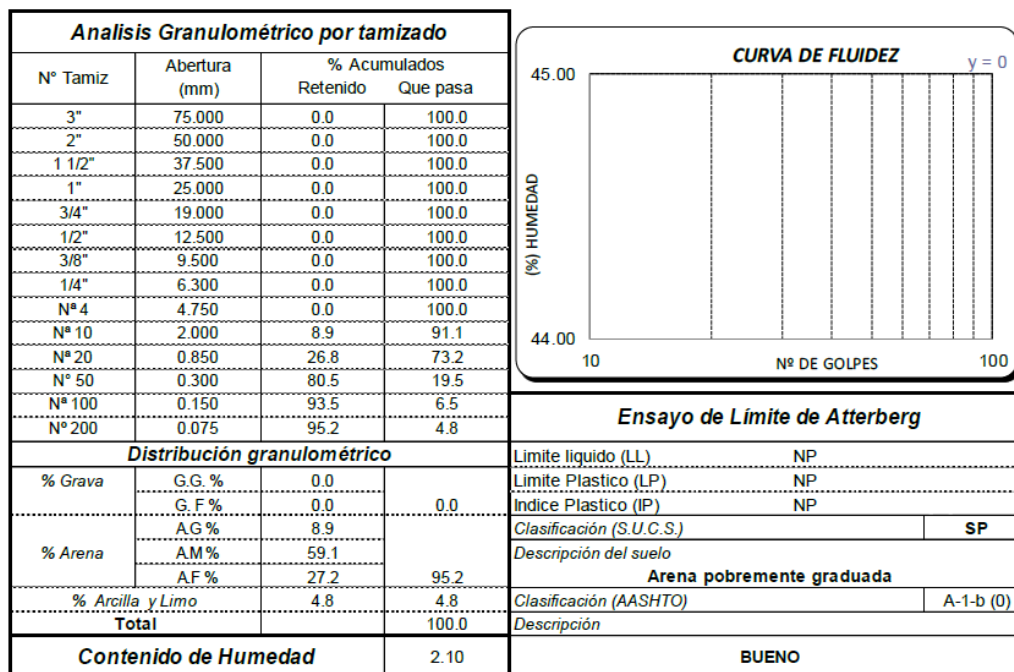 Analisis Granulométrico por tamizado
N° Tamiz Abertura (mm) % Acumulados
Retenido Que pasa
3" 75.000 0.0 100.0
2" 50.000 0.0 100.0
1 1/2" 37.500 0.0 100.0
1" 25.000 0.0 100.0
3/4" 19.000 0.0 100.0
1/2" 12.500 0.0 100.0
3/8" 9.500 0.0 100.0
1/4" 6.300 0.0 100.0
Nª 4 4.750 0.0 100.0
Nª 10 2.000 8.9 91.1
Nª 20 0.850 26.8 73.2
N° 50 0.300 80.5 19.5
Nª 100 0.150 93.5 6.5
Nº 200 0.075 95.2 4.8
Distribución granulométrico
% Grava G.G. % 0.0
G. F % 0.0 0.0
A.G % 8.9
% Arena A.M % 59.1
A.F % 27.2 95.2
% Arcilla y Limo 4.8 4.8
Total 100.0
Contenido de Humedad 2.10
CURVA DE FLUIDEZ
y = 0
45.00
(%) HUMEDAD
44.00
10 Nº DE GOLPES 100
Ensayo de Límite de Atterberg
Limite liquido (LL) NP
Limite Plastico (LP) NP
Indice Plastico (IP) NP
Clasificación (S.U.C.S.) SP
Descripción del suelo
Arena pobremente graduada
Clasificación (AASHTO) A-1-b (0)
Descripción
BUENO